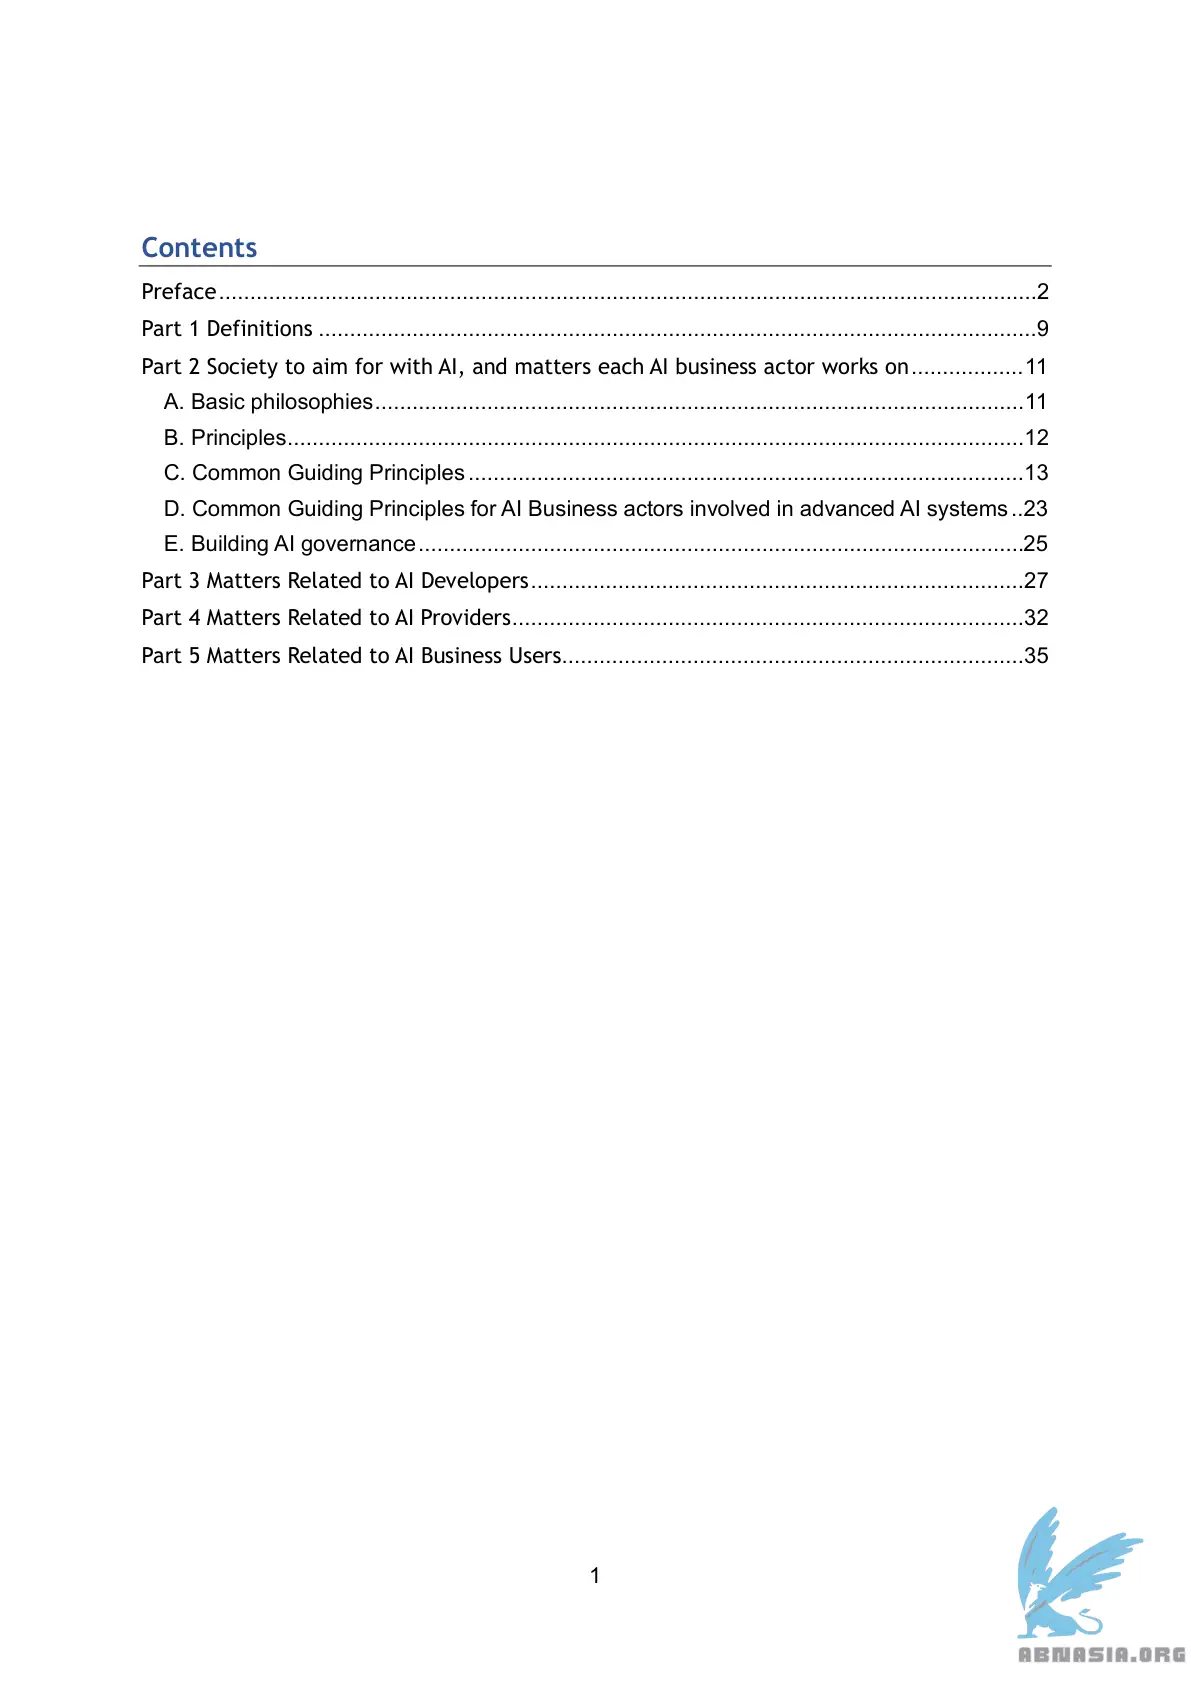 Contents
Preface.....2
Part 1 Definitions.....9
Part 2 Society to aim for with AI, and matters each AI business actor works on.....11
A. Basic philosophies.....11
B. Principles.....12
C. Common Guiding Principles.....13
D. Common Guiding Principles for AI Business actors involved in advanced AI systems..23
E. Building AI governance.....25
Part 3 Matters Related to AI Developers.....27
Part 4 Matters Related to AI Providers.....32
Part 5 Matters Related to AI Business Users.....35
1
ABNASIA.ORG